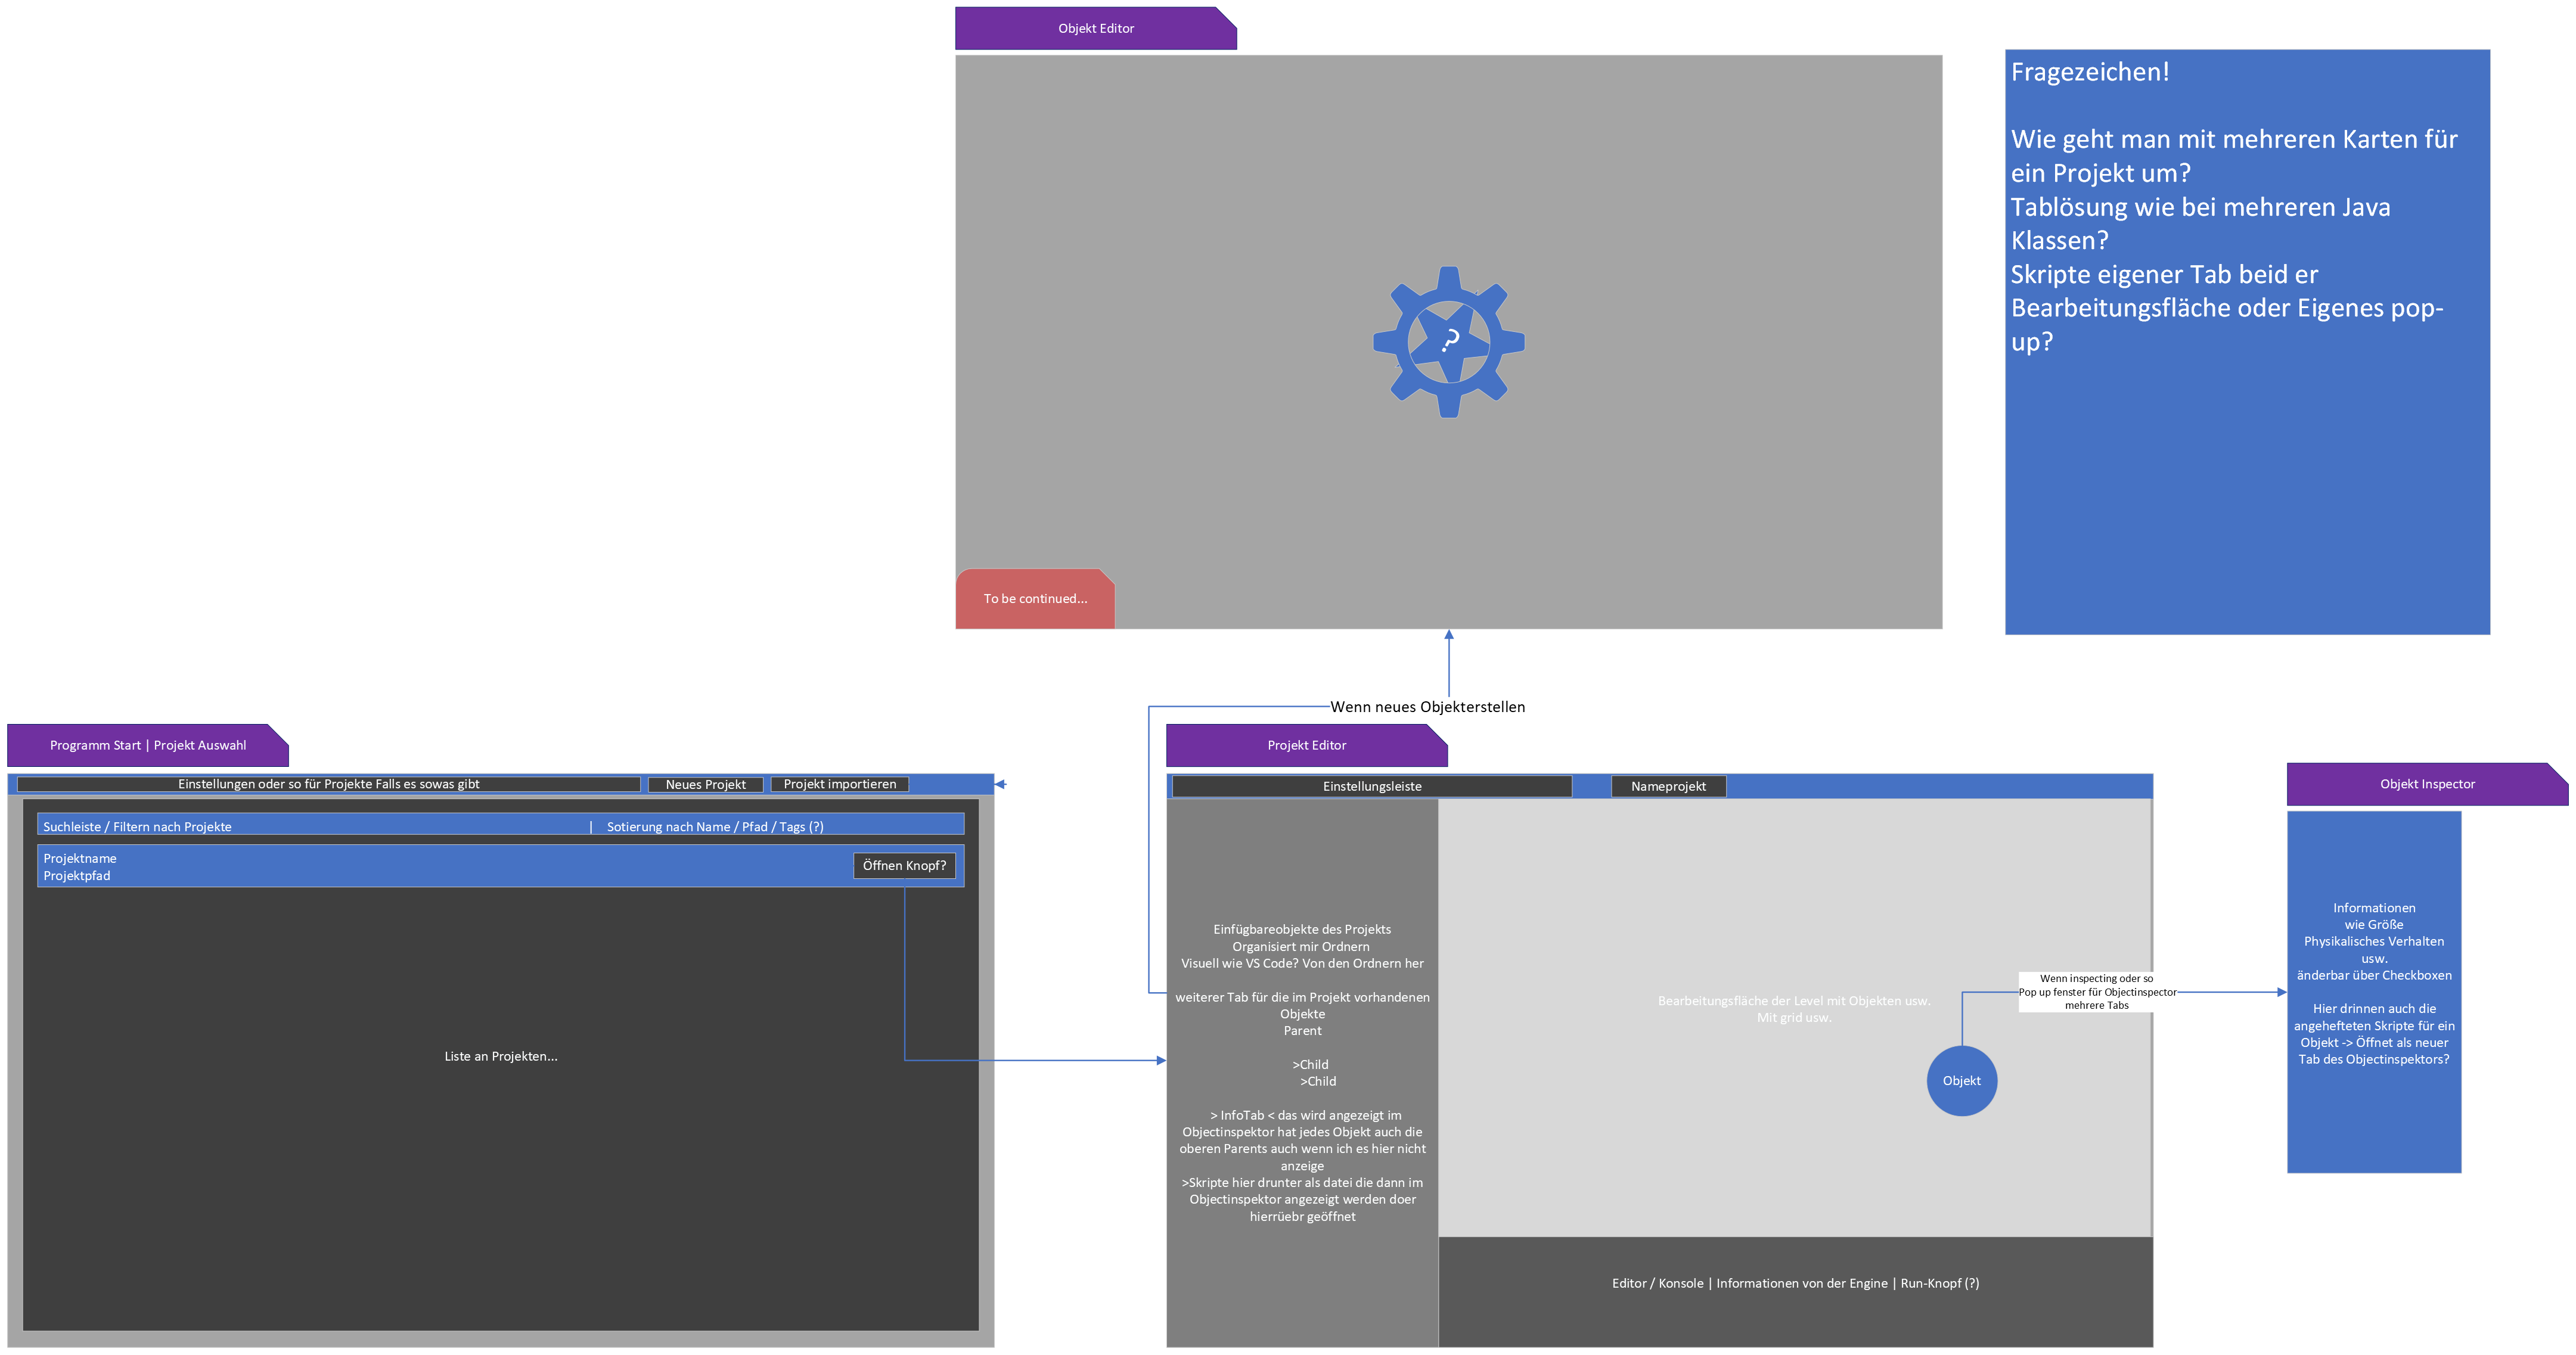 Objekt Editor
?
To be continued...
Fragezeichen!
Wie geht man mit mehreren Karten für
ein Projekt um?
Tablösung wie bei mehreren Java
Klassen?
Skripte eigener Tab beid er
Bearbeitungsfläche oder Eigenes pop-
up?
Wenn neues Objekterstellen
Programm Start | Projekt Auswahl
Einstellungen oder so für Projekte Falls es sowas gibt
Neues Projekt
Projekt importieren
Suchleiste / Filtern nach Projekte | Sotierung nach Name / Pfad / Tags (?)
Projektname
Projektpfad
Öffnen Knopf?
Liste an Projekten...
Projekt Editor
Einstellungsleiste
Nameprojekt
Einfügbareobjekte des Projekts
Organisiert mir Ordnern
Visuell wie VS Code? Von den Ordnern her
weiterer Tab für die im Projekt vorhandenen
Objekte
Parent
>Child
>Child
> InfoTab < das wird angezeigt im
Objectinspektor hat jedes Objekt auch die
oberen Parents auch wenn ich es hier nicht
anzeige
>Skripte hier drunter als datei die dann im
Objectinspektor angezeigt werden doer
hierrüebr geöffnet
Bearbeitungsfläche der Level mit Objekten usw.
Mit grid usw.
Objekt
Wenn inspecting oder so
Pop up fenster für Objectinspector
mehrere Tabs
Editor / Konsole | Informationen von der Engine | Run-Knopf (?)
Objekt Inspector
Informationen
wie Größe
Physikalisches Verhalten
usw.
änderbar über Checkboxen
Hier drinnen auch die
angehefteten Skripte für ein
Objekt -> Öffnet als neuer
Tab des Objectinspektors?